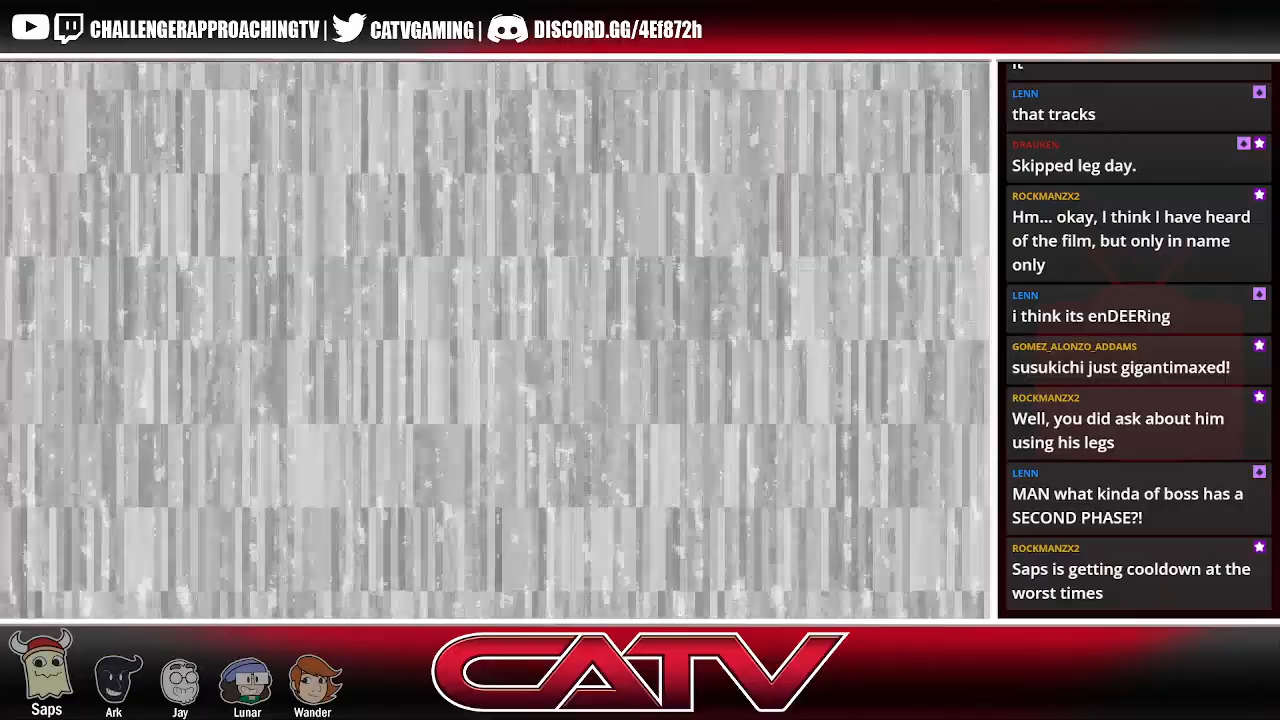 CHALLENGERAPPROACHINGTV | CATVGAMING | DISCORD.GG/4Ef872h
it
LENN
that tracks
DRAUKEN
Skipped leg day.
ROCKMANZX2
Hm... okay, I think I have heard
of the film, but only in name
only
LENN
i think its enDEERing
GOMEZ_ALONZO_ADDAMS
susukichi just gigantimaxed!
ROCKMANZX2
Well, you did ask about him
using his legs
LENN
MAN what kinda of boss has a
SECOND PHASE?!
ROCKMANZX2
Saps is getting cooldown at the
worst times
CATV
Saps
Ark
Jay
Lunar
Wander